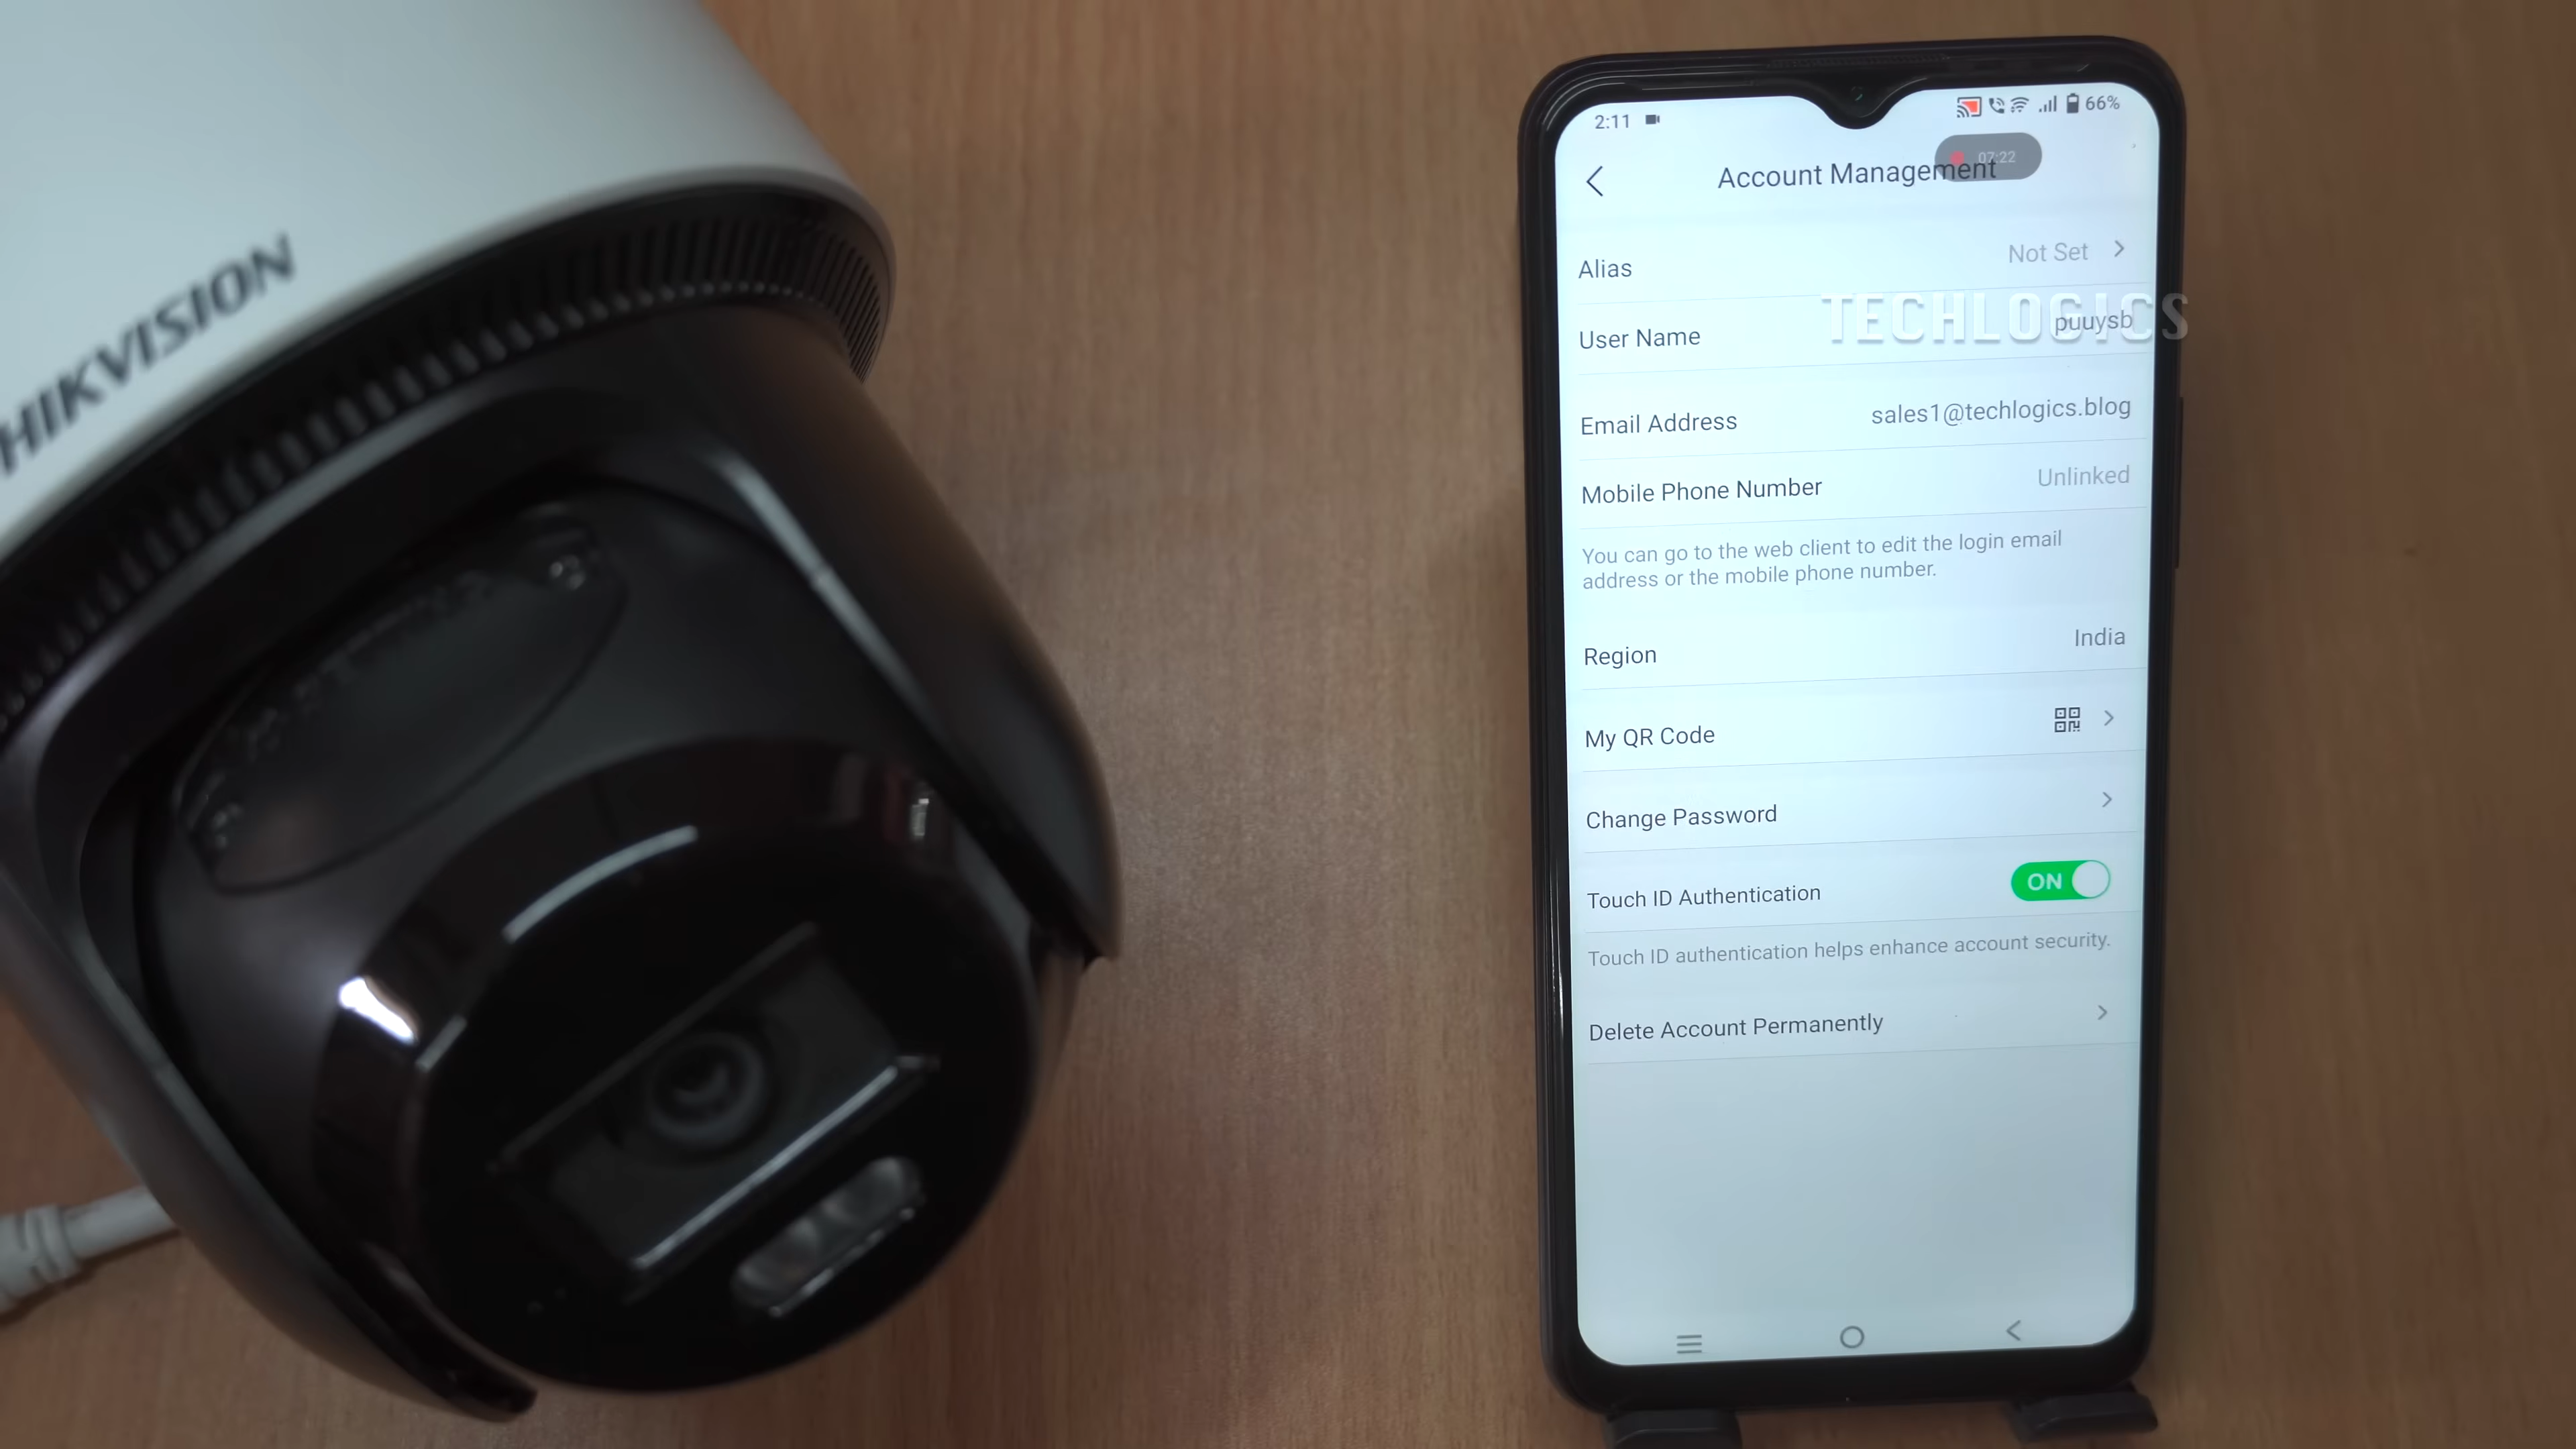 HIKVISION
2:11
66%
07:22
Account Management
Alias
Not Set
TECHLOGICS
User Name
puuysb
Email Address
sales1@techlogics.blog
Mobile Phone Number
Unlinked
You can go to the web client to edit the login email
address or the mobile phone number.
Region
India
My QR Code
Change Password
Touch ID Authentication
ON
Touch ID authentication helps enhance account security.
Delete Account Permanently